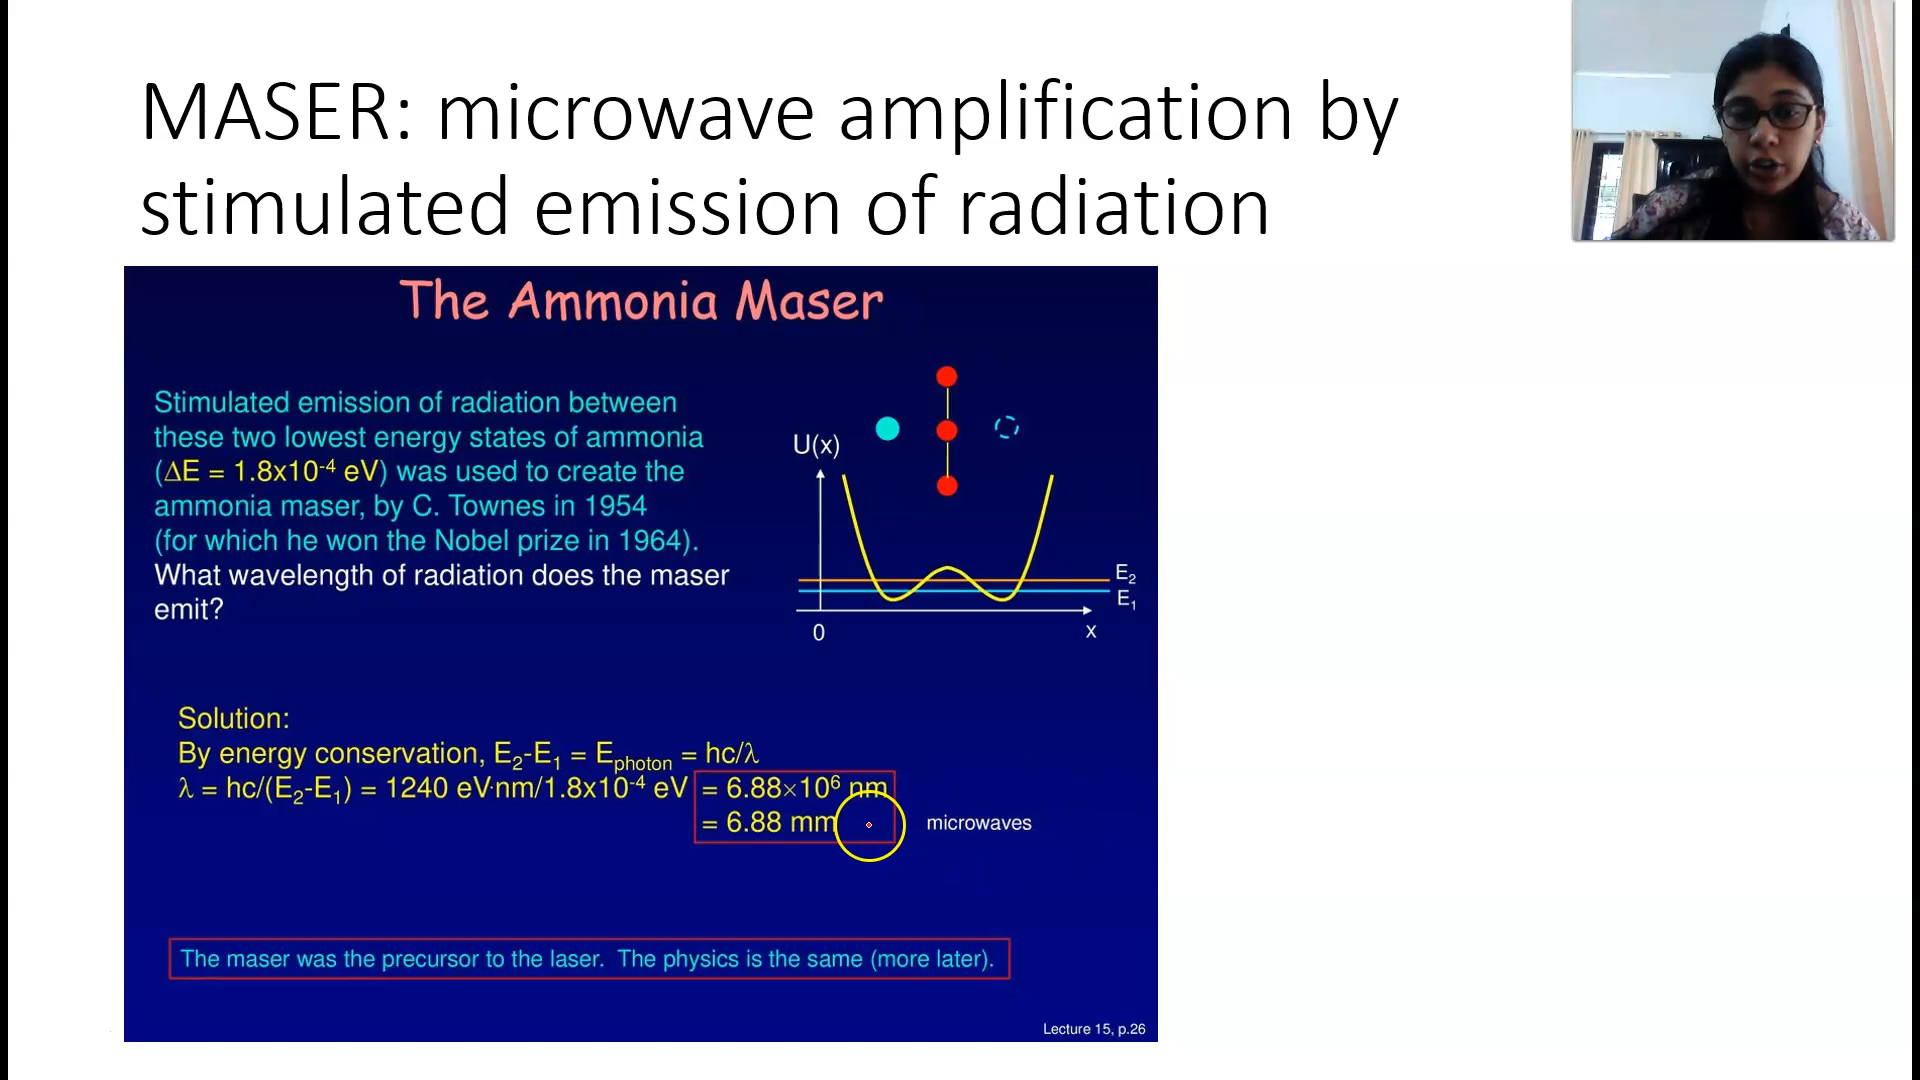 MASER: microwave amplification by
stimulated emission of radiation
The Ammonia Maser
Stimulated emission of radiation between
these two lowest energy states of ammonia
(ΔE = 1.8x10⁻⁴ eV) was used to create the
ammonia maser, by C. Townes in 1954
(for which he won the Nobel prize in 1964).
What wavelength of radiation does the maser
emit?
U(x)
E₂
E₁
0
x
Solution:
By energy conservation, E₂-E₁ = Ephoton = hc/λ
λ = hc/(E₂-E₁) = 1240 eV·nm/1.8x10⁻⁴ eV = 6.88×10⁶ nm
= 6.88 mm
microwaves
The maser was the precursor to the laser. The physics is the same (more later).
Lecture 15, p.26